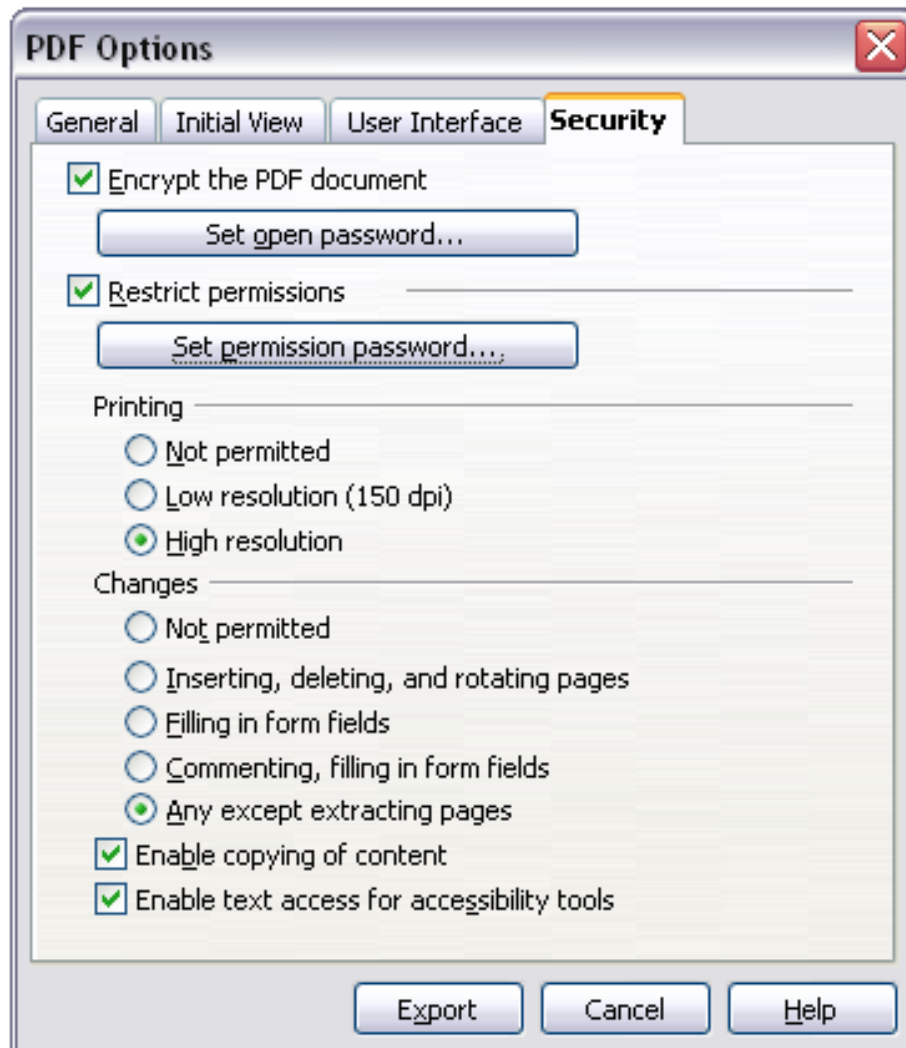 PDF Options
General Initial View User Interface Security
Encrypt the PDF document
Set open password...
Restrict permissions
Set permission password...
Printing
Not permitted
Low resolution (150 dpi)
High resolution
Changes
Not permitted
Inserting, deleting, and rotating pages
Filling in form fields
Commenting, filling in form fields
Any except extracting pages
Enable copying of content
Enable text access for accessibility tools
Export Cancel Help